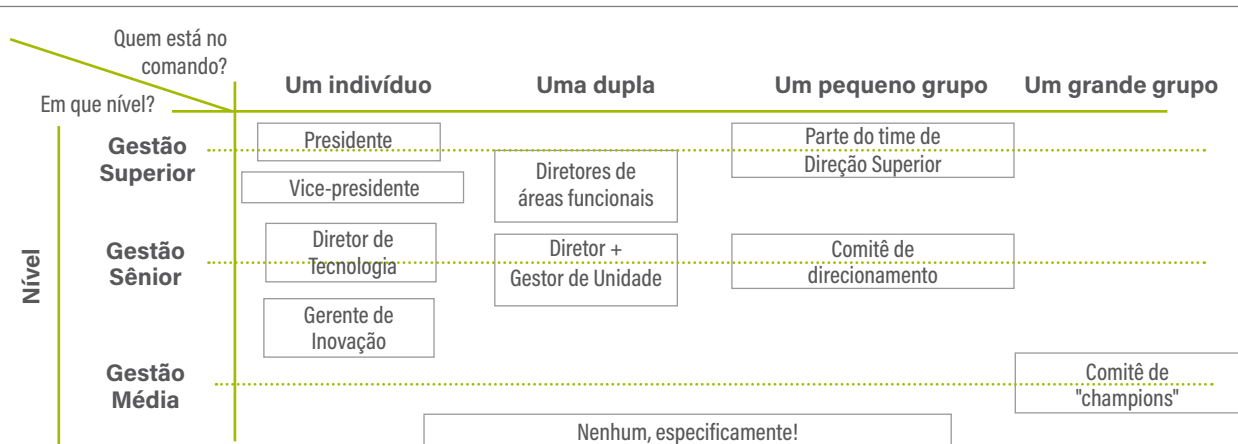 Quem está no
comando?
Em que nível?
Um indivíduo
Uma dupla
Um pequeno grupo
Um grande grupo
Nível
Gestão
Superior
Presidente
Vice-presidente
Diretores de
áreas funcionais
Parte do time de
Direção Superior
Gestão
Sênior
Diretor de
Tecnologia
Gerente de
Inovação
Diretor +
Gestor de Unidade
Comitê de
direcionamento
Gestão
Média
Comitê de
"champions"
Nenhum, especificamente!